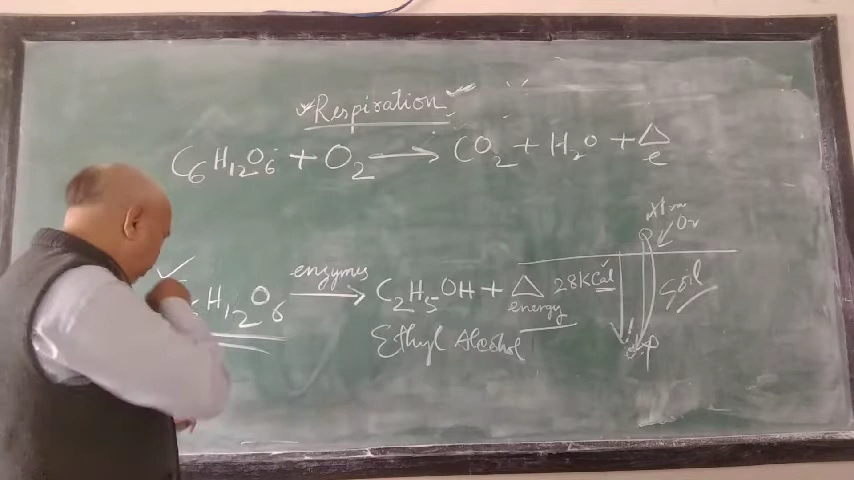 Respiration
C6H12O6 + O2 → CO2 + H2O + △
e
O2
enzymes
H12O6 → C2H5OH + △ 28KCal
energy
Soil
Ethyl Alcohol